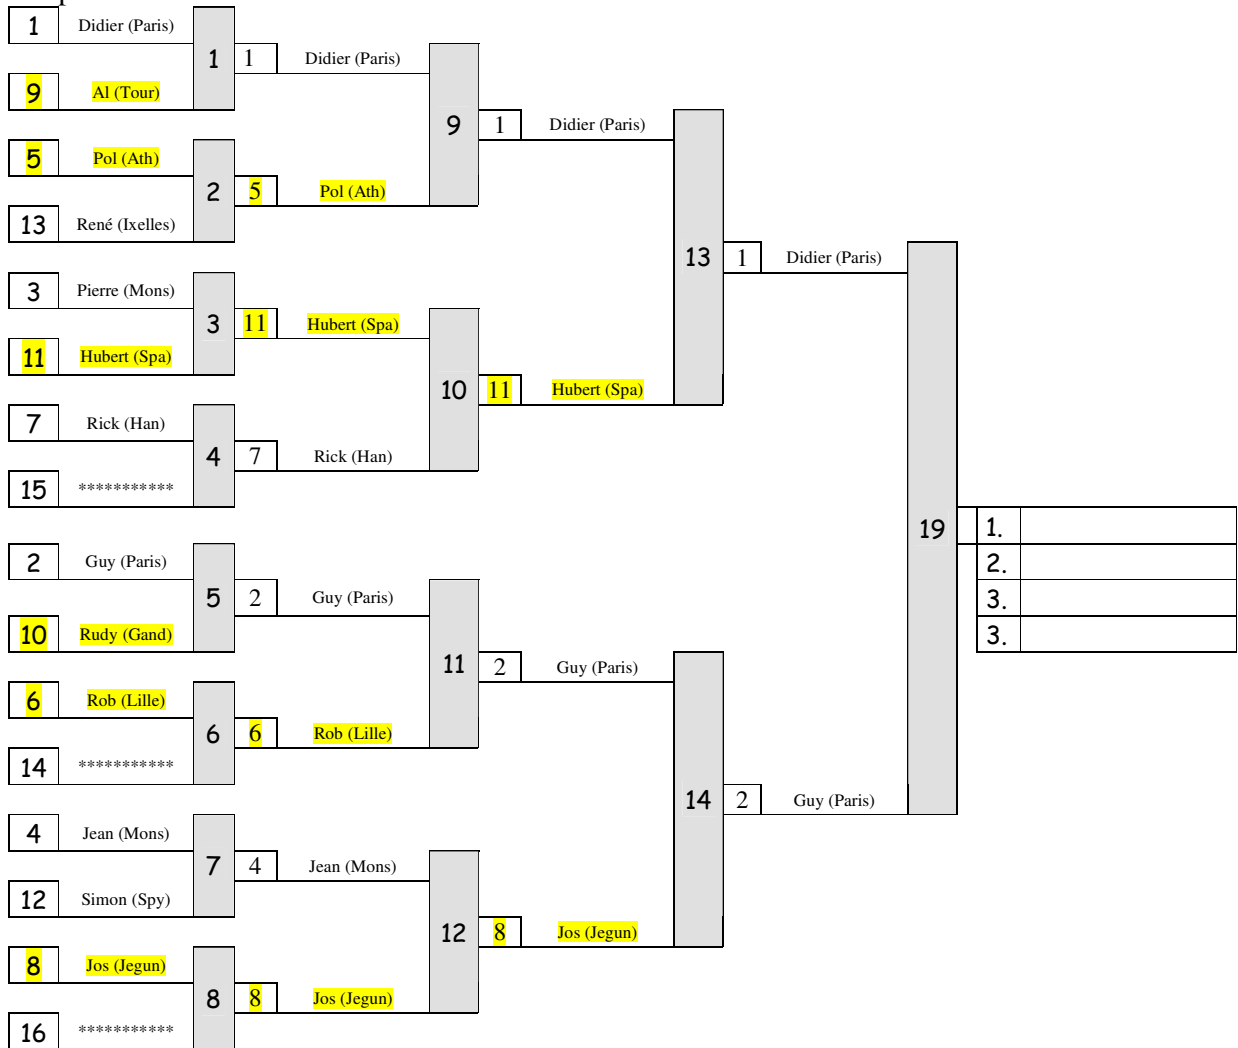 1 Didier (Paris)
1 1 Didier (Paris)
9 Al (Tour)
9 1 Didier (Paris)
5 Pol (Ath)
2 5 Pol (Ath)
13 René (Ixelles)
13 1 Didier (Paris)
3 Pierre (Mons)
3 11 Hubert (Spa)
11 Hubert (Spa)
10 11 Hubert (Spa)
7 Rick (Han)
4 7 Rick (Han)
15 ***********
19 1.
2 Guy (Paris)
2.
5 2 Guy (Paris)
3.
10 Rudy (Gand)
3.
11 2 Guy (Paris)
6 Rob (Lille)
6 6 Rob (Lille)
14 ***********
14 2 Guy (Paris)
4 Jean (Mons)
7 4 Jean (Mons)
12 Simon (Spy)
12 8 Jos (Jegun)
8 Jos (Jegun)
8 8 Jos (Jegun)
16 ***********